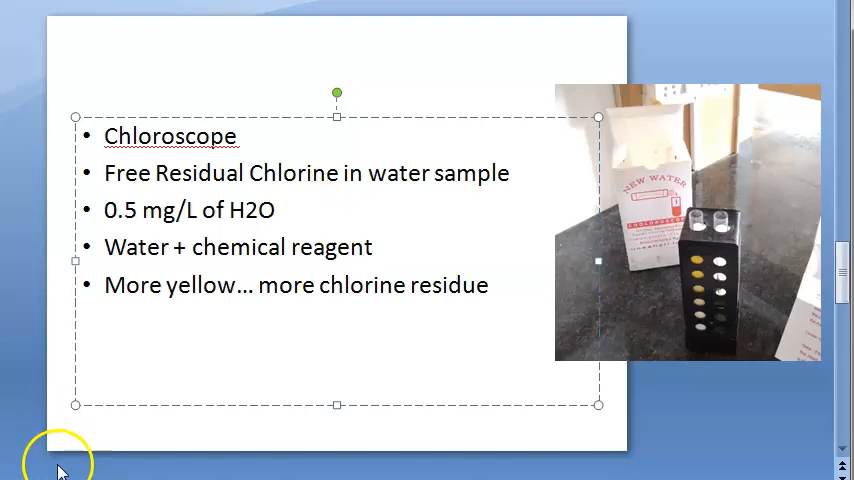 Chloroscope
Free Residual Chlorine in water sample
0.5 mg/L of H2O
Water + chemical reagent
More yellow... more chlorine residue
NEW WATER
CHLOROSCOPE